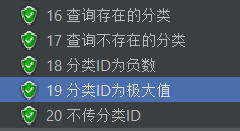 16 查询存在的分类
17 查询不存在的分类
18 分类ID为负数
19 分类ID为极大值
20 不传分类ID